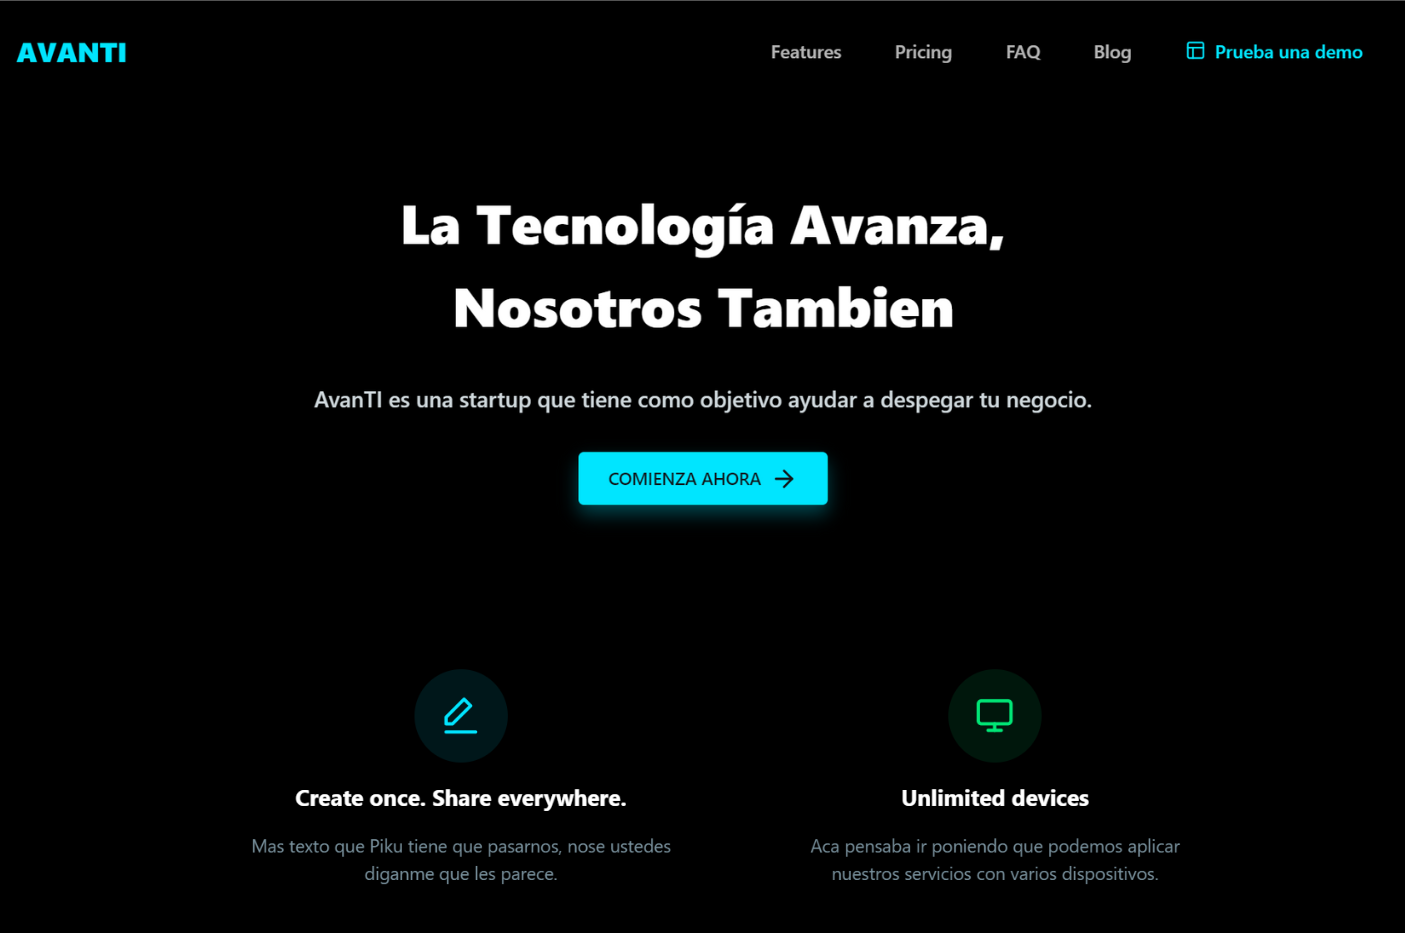 AVANTI
Features
Pricing
FAQ
Blog
Prueba una demo
La Tecnología Avanza,
Nosotros Tambien
AvanTI es una startup que tiene como objetivo ayudar a despegar tu negocio.
COMIENZA AHORA
Create once. Share everywhere.
Mas texto que Piku tiene que pasarnos, nose ustedes
diganme que les parece.
Unlimited devices
Aca pensaba ir poniendo que podemos aplicar
nuestros servicios con varios dispositivos.